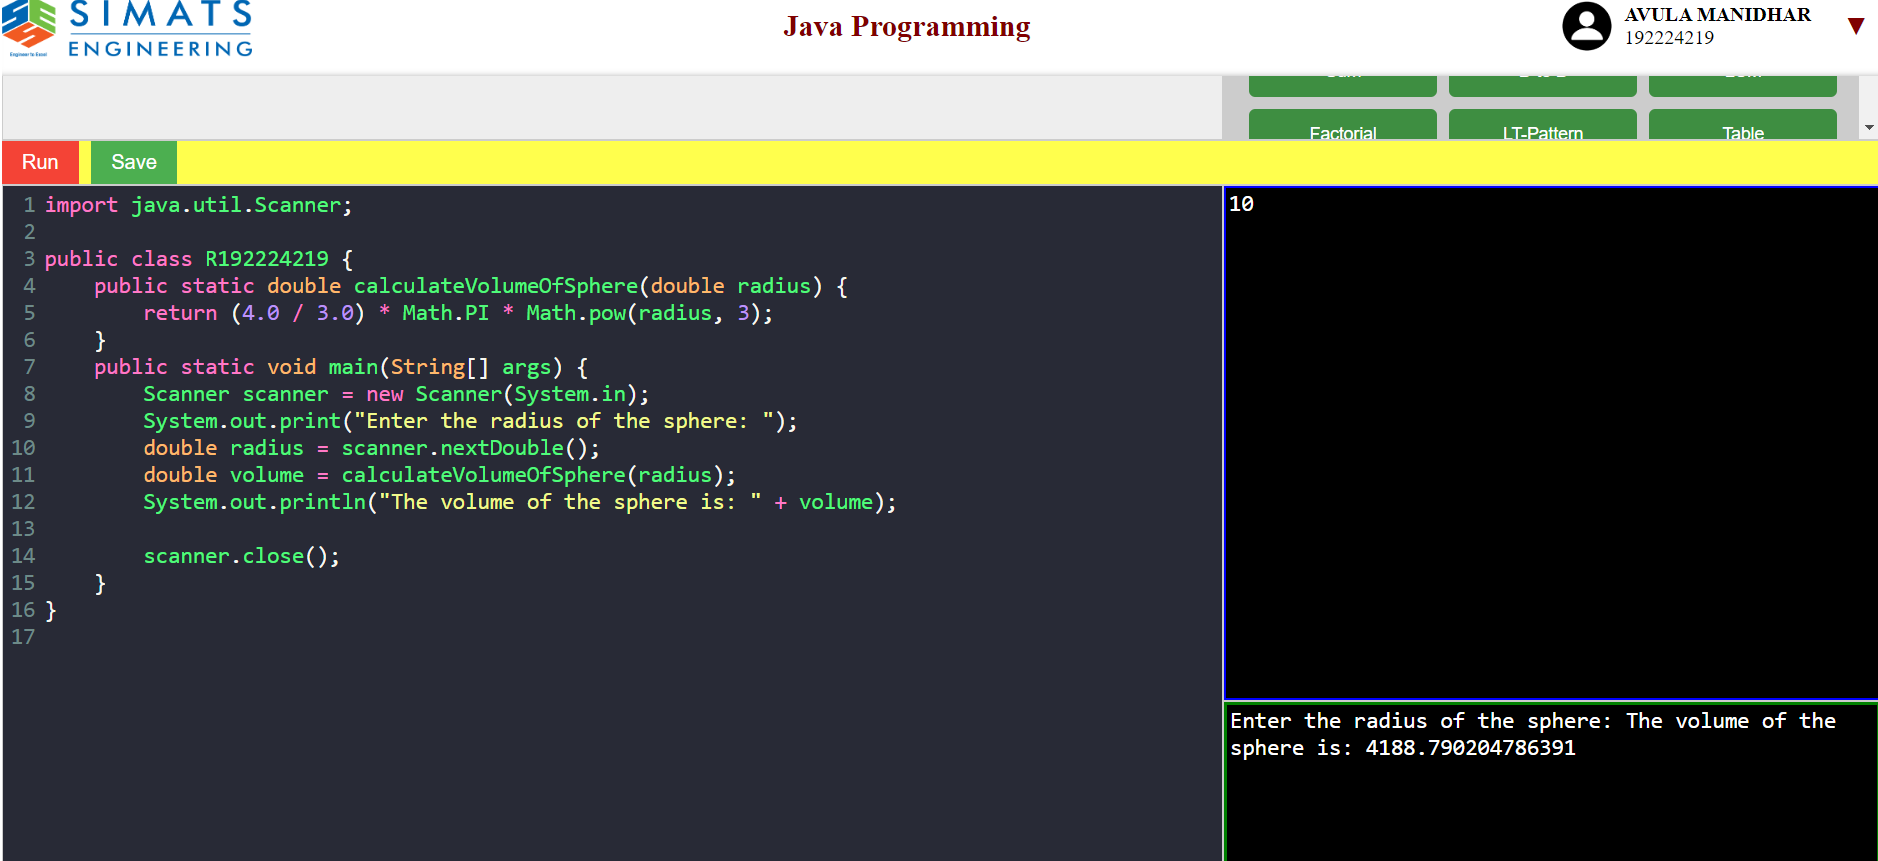 SIMATS
ENGINEERING
Engineer to Excel
Java Programming
AVULA MANIDHAR
192224219
Factorial
LT-Pattern
Table
Run
Save
1 import java.util.Scanner;
2
3 public class R192224219 {
4     public static double calculateVolumeOfSphere(double radius) {
5         return (4.0 / 3.0) * Math.PI * Math.pow(radius, 3);
6     }
7     public static void main(String[] args) {
8         Scanner scanner = new Scanner(System.in);
9         System.out.print("Enter the radius of the sphere: ");
10         double radius = scanner.nextDouble();
11         double volume = calculateVolumeOfSphere(radius);
12         System.out.println("The volume of the sphere is: " + volume);
13
14         scanner.close();
15     }
16 }
17
10
Enter the radius of the sphere: The volume of the
sphere is: 4188.790204786391